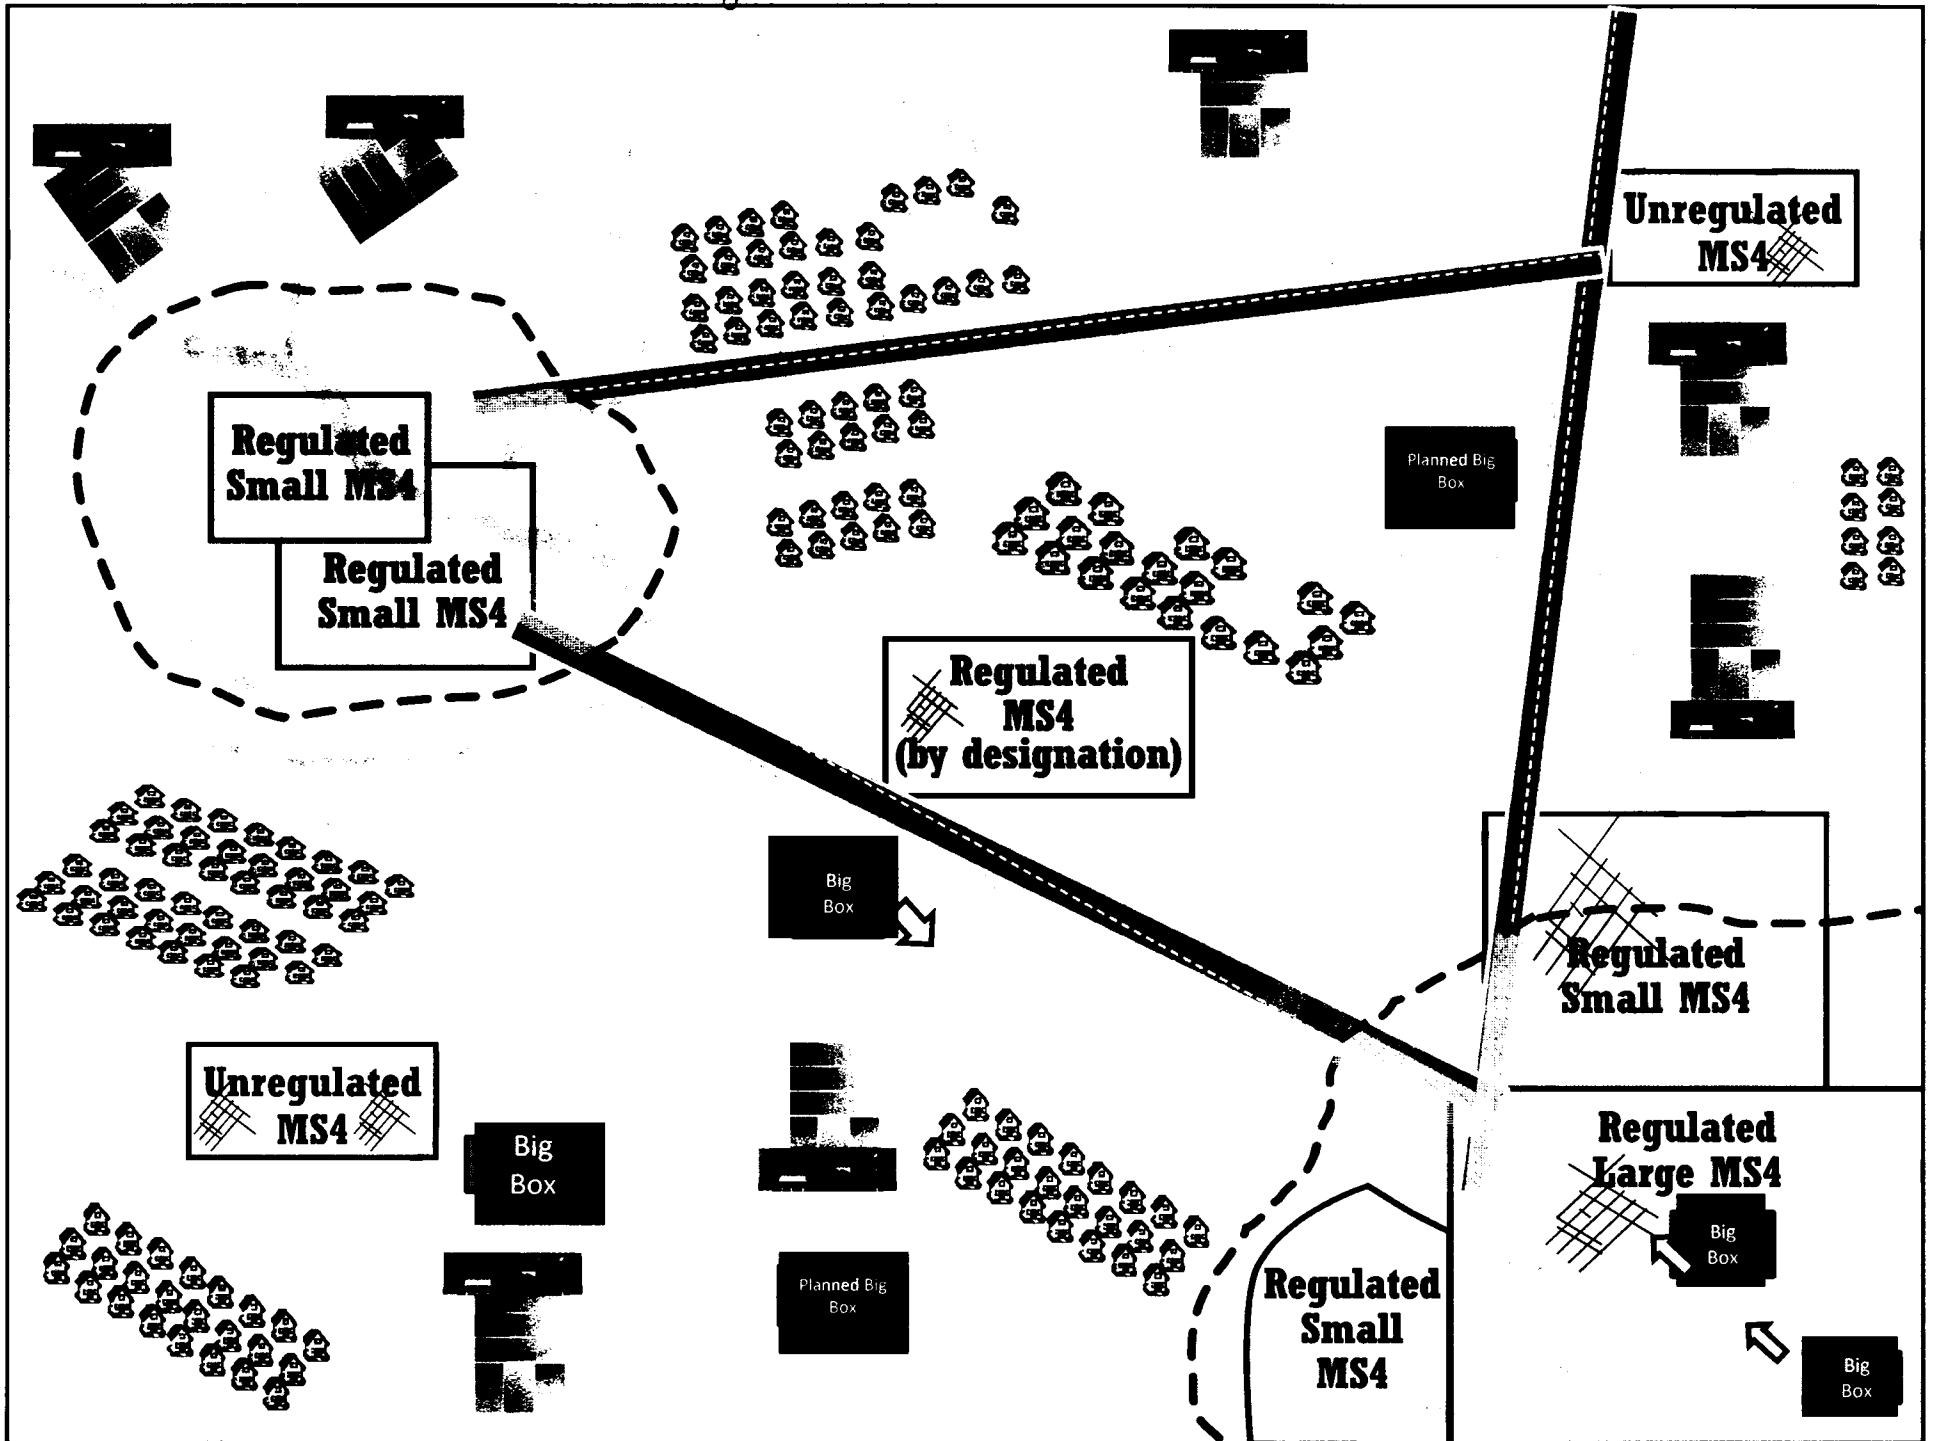 Unregulated
MS4
Regulated
Small MS4
Planned Big
Box
Regulated
Small MS4
Regulated
MS4
(by designation)
Big
Box
Regulated
Small MS4
Unregulated
MS4
Big
Box
Regulated
Large MS4
Big
Box
Planned Big
Box
Regulated
Small
MS4
Big
Box